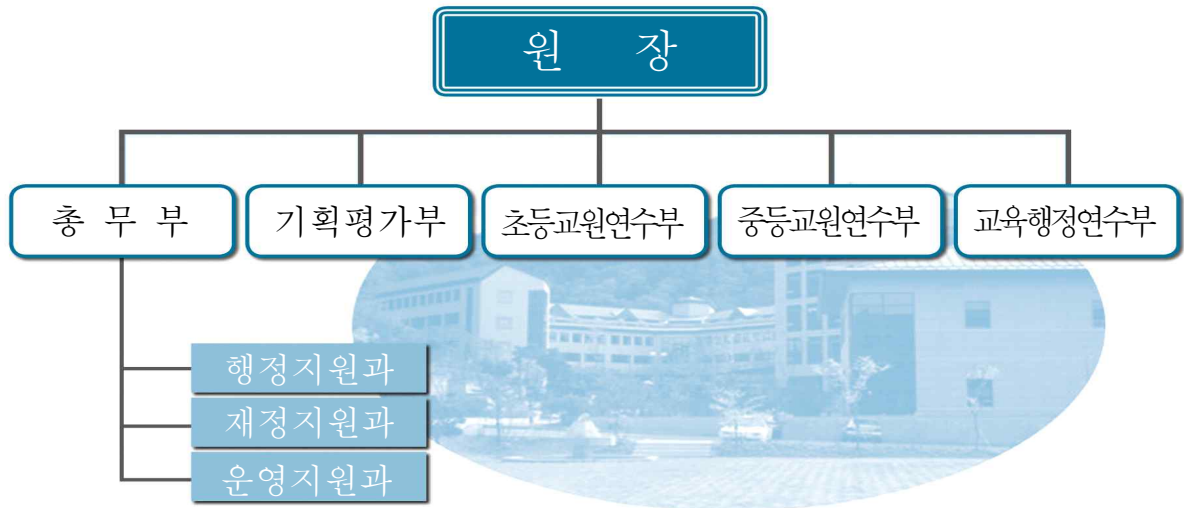 원 장
총 무 부
기획평가부
초등교원연수부
중등교원연수부
교육행정연수부
행정지원과
재정지원과
운영지원과